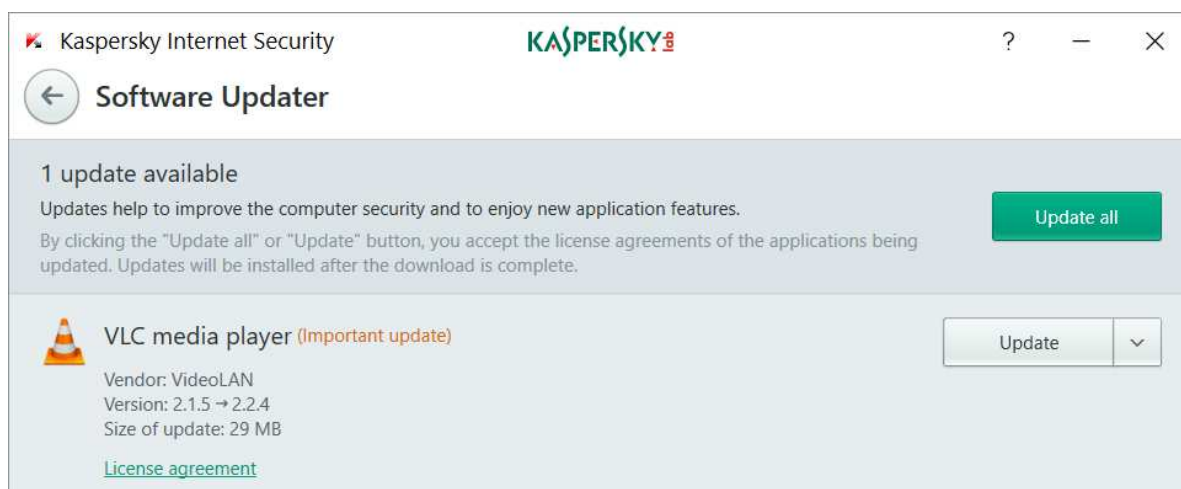 Kaspersky Internet Security
KASPERSKY lab
?
Software Updater
1 update available
Updates help to improve the computer security and to enjoy new application features.
By clicking the "Update all" or "Update" button, you accept the license agreements of the applications being
updated. Updates will be installed after the download is complete.
Update all
VLC media player (Important update)
Update
Vendor: VideoLAN
Version: 2.1.5 → 2.2.4
Size of update: 29 MB
License agreement